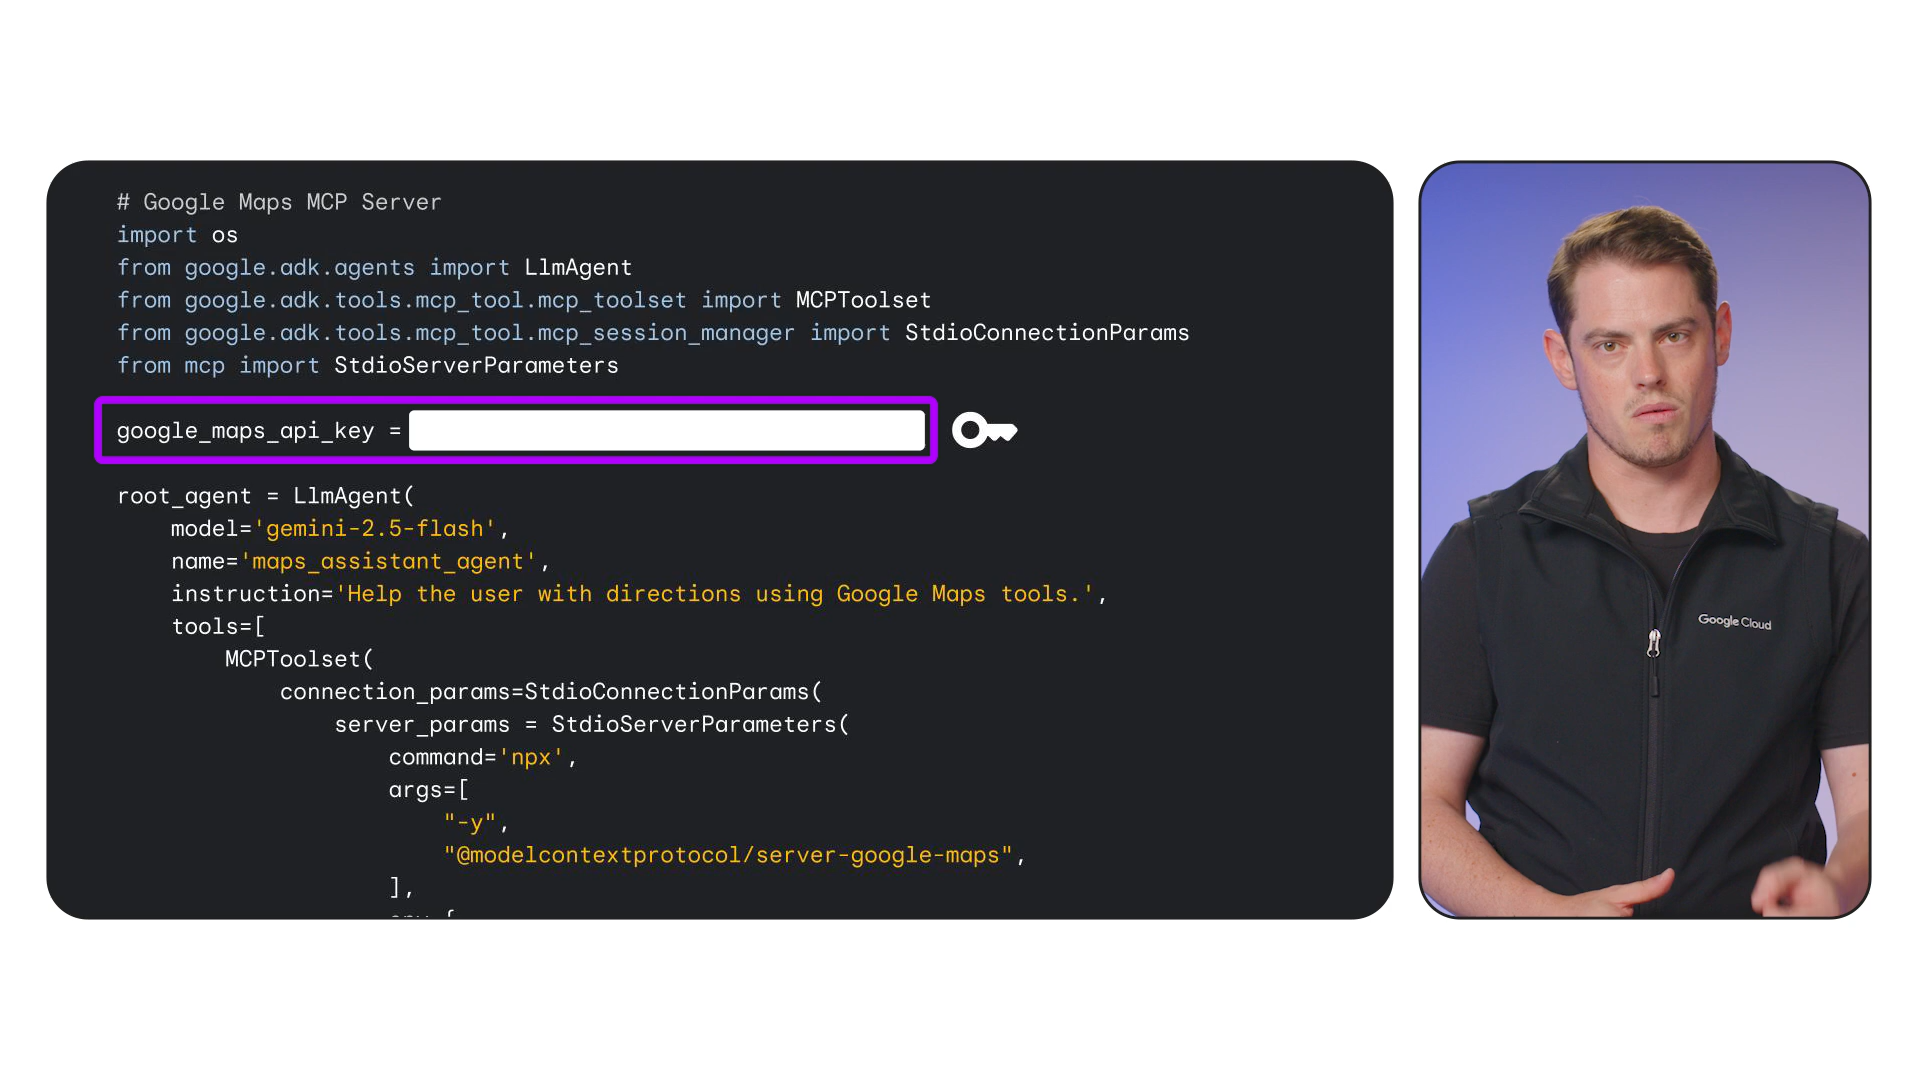 # Google Maps MCP Server
import os
from google.adk.agents import LlmAgent
from google.adk.tools.mcp_tool.mcp_toolset import MCPToolset
from google.adk.tools.mcp_tool.mcp_session_manager import StdioConnectionParams
from mcp import StdioServerParameters
google_maps_api_key =
root_agent = LlmAgent(
    model='gemini-2.5-flash',
    name='maps_assistant_agent',
    instruction='Help the user with directions using Google Maps tools.',
    tools=[
        MCPToolset(
            connection_params=StdioConnectionParams(
                server_params = StdioServerParameters(
                    command='npx',
                    args=[
                        "-y",
                        "@modelcontextprotocol/server-google-maps",
                    ],
Google Cloud